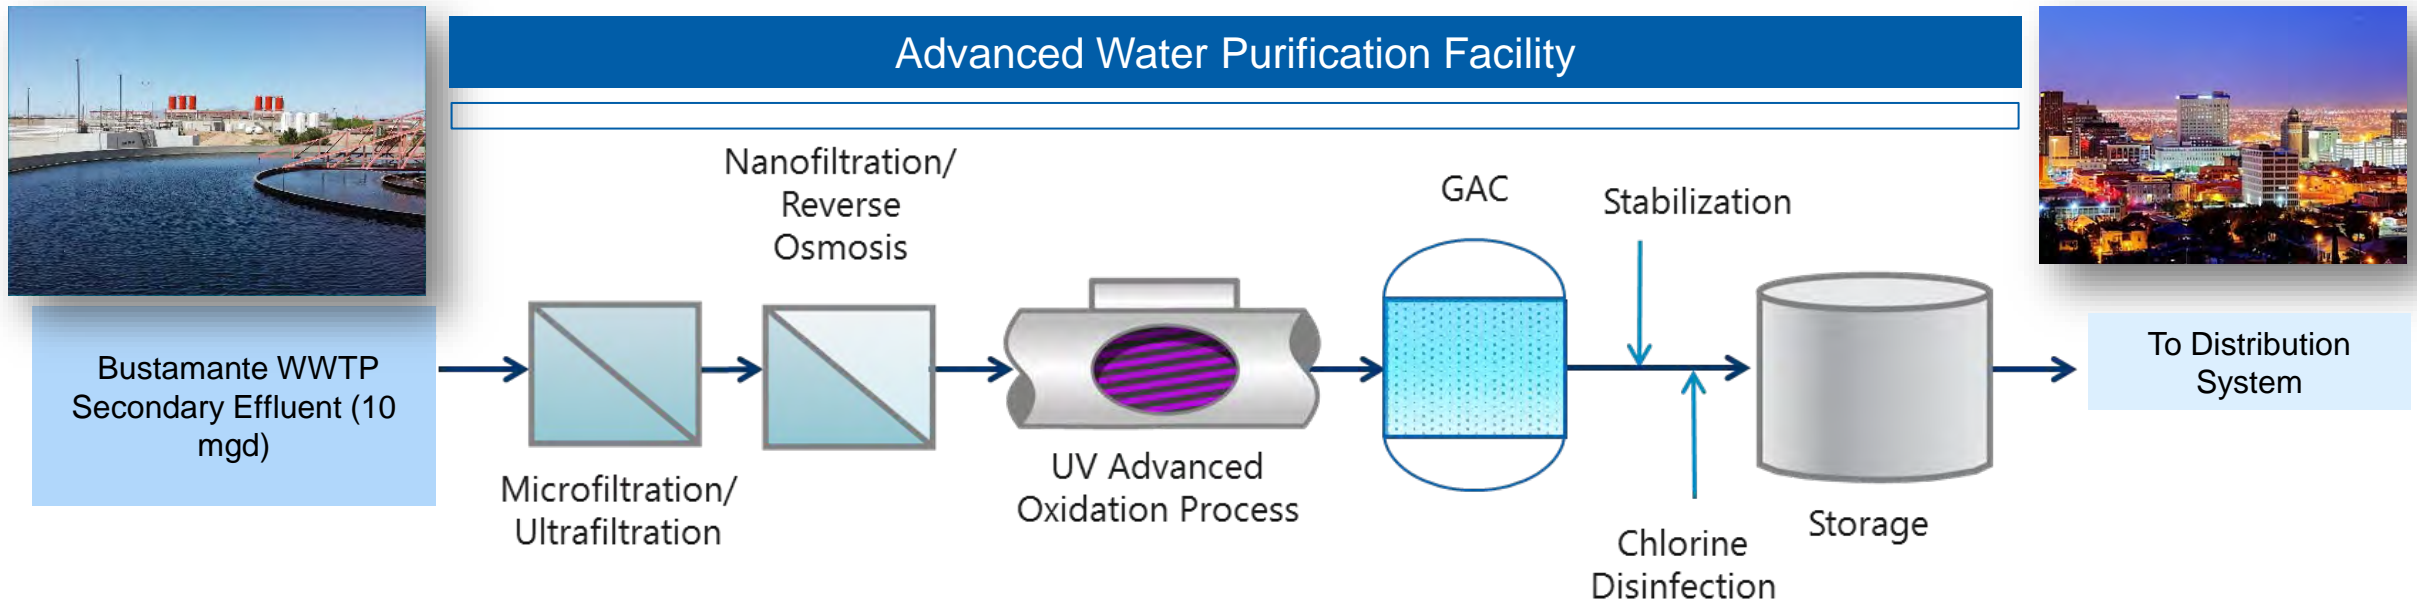 Advanced Water Purification Facility
Nanofiltration/
Reverse
Osmosis
GAC
Stabilization
Bustamante WWTP
Secondary Effluent (10
mgd)
To Distribution
System
Microfiltration/
Ultrafiltration
UV Advanced
Oxidation Process
Chlorine
Disinfection
Storage